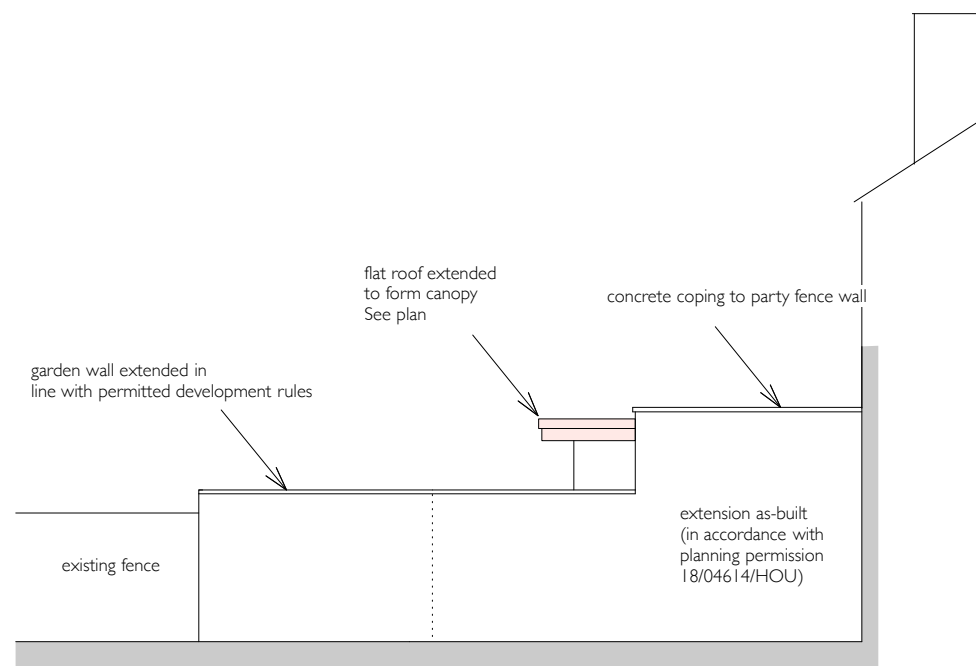 flat roof extended
to form canopy
See plan
concrete coping to party fence wall
garden wall extended in
line with permitted development rules
extension as-built
(in accordance with
planning permission
18/04614/HOU)
existing fence